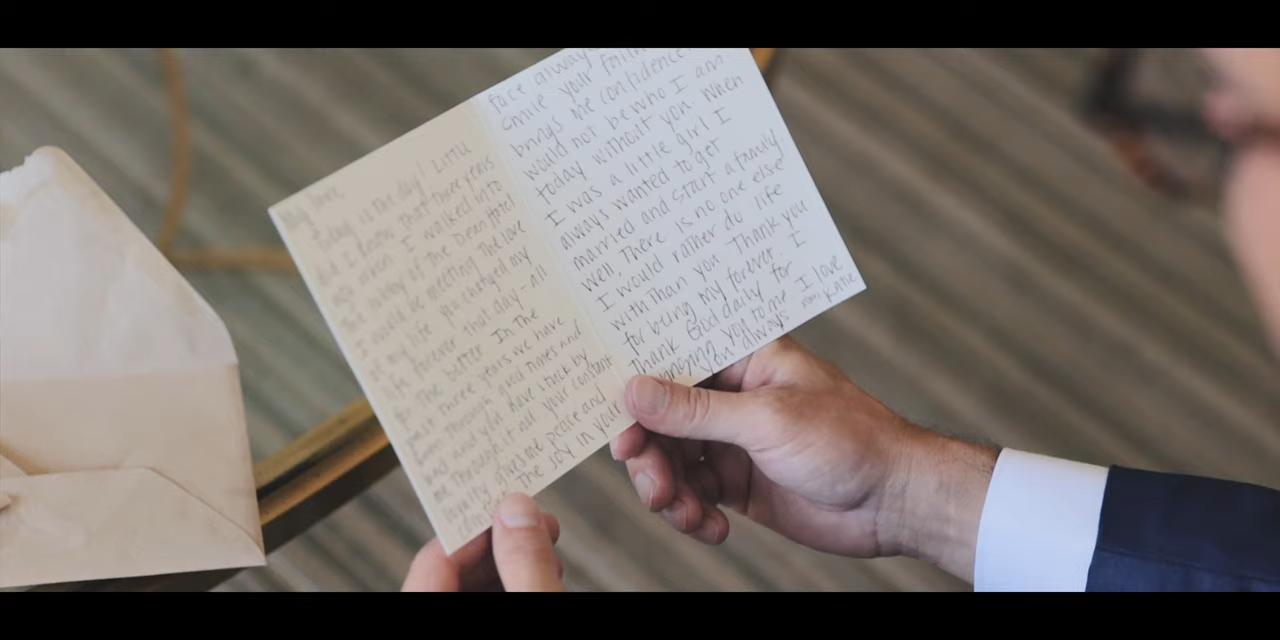 My love,
Today is the day! Little
did I know that three years
ago when I walked into
the lobby of the Dean Hotel
I would be meeting the love
of my life. You changed my
life forever that day - all
for the better. In the
past three years we have
been through good times and
bad and you have stuck by
me through it all. Your constant
loyalty gives me peace and
the joy in your
face always
smile your faith
brings me confidence.
would not be who I am
today without you. When
I was a little girl I
always wanted to get
married and start a family
well, There is no one else
I would rather do life
with than you. Thank you
for being my forever. I
thank God daily for
bringing you to me. I love
you always
Katie